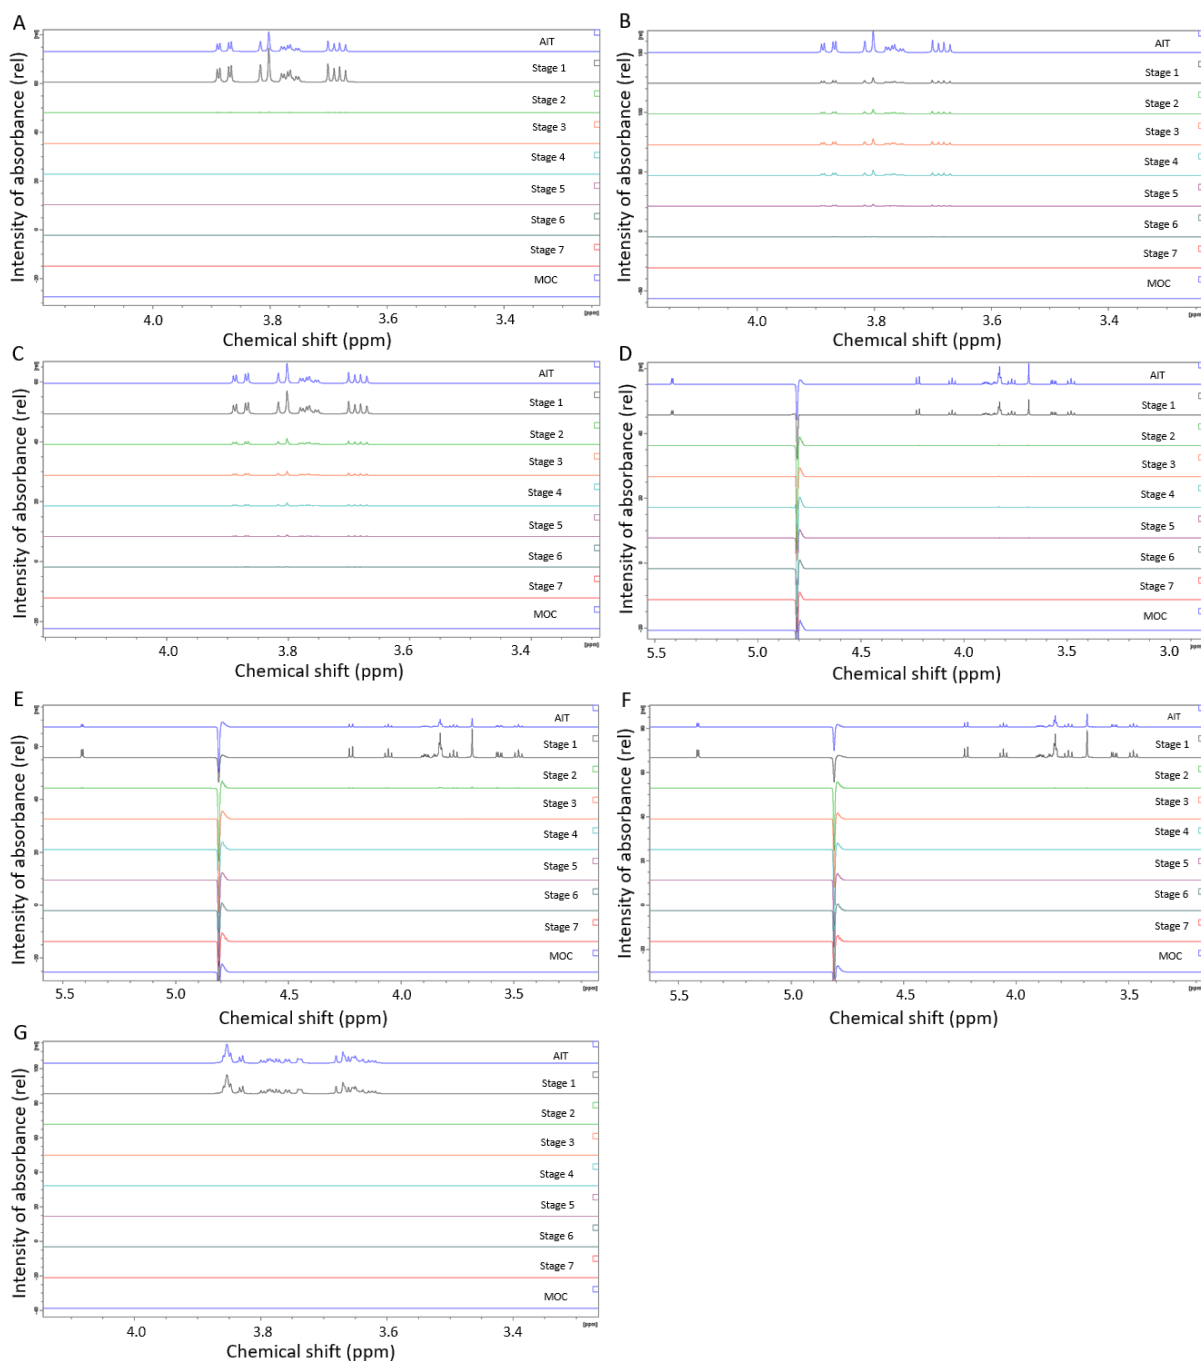 A
Intensity of absorbance (rel)
AIT
Stage 1
Stage 2
Stage 3
Stage 4
Stage 5
Stage 6
Stage 7
MOC
4.0 3.8 3.6 3.4
[ppm]
Chemical shift (ppm)
B
Intensity of absorbance (rel)
AIT
Stage 1
Stage 2
Stage 3
Stage 4
Stage 5
Stage 6
Stage 7
MOC
4.0 3.8 3.6 3.4
[ppm]
Chemical shift (ppm)
C
Intensity of absorbance (rel)
AIT
Stage 1
Stage 2
Stage 3
Stage 4
Stage 5
Stage 6
Stage 7
MOC
4.0 3.8 3.6 3.4
[ppm]
Chemical shift (ppm)
D
Intensity of absorbance (rel)
AIT
Stage 1
Stage 2
Stage 3
Stage 4
Stage 5
Stage 6
Stage 7
MOC
5.5 5.0 4.5 4.0 3.5 3.0
[ppm]
Chemical shift (ppm)
E
Intensity of absorbance (rel)
AIT
Stage 1
Stage 2
Stage 3
Stage 4
Stage 5
Stage 6
Stage 7
MOC
5.5 5.0 4.5 4.0 3.5
[ppm]
Chemical shift (ppm)
F
Intensity of absorbance (rel)
AIT
Stage 1
Stage 2
Stage 3
Stage 4
Stage 5
Stage 6
Stage 7
MOC
5.5 5.0 4.5 4.0 3.5
[ppm]
Chemical shift (ppm)
G
Intensity of absorbance (rel)
AIT
Stage 1
Stage 2
Stage 3
Stage 4
Stage 5
Stage 6
Stage 7
MOC
4.0 3.8 3.6 3.4
[ppm]
Chemical shift (ppm)